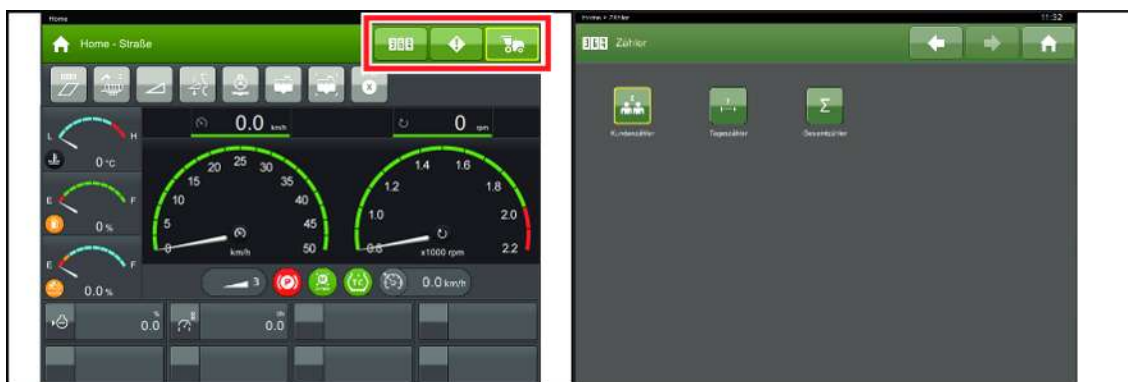 Home
Home - Straße
0.0 km/h
0 rpm
L H
0 °C
E F
0 %
E F
0.0 %
0 5 10 15 20 25 30 35 40 45 50
km/h
0.8 1.0 1.2 1.4 1.6 1.8 2.0 2.2
x1000 rpm
3
(P)
TC
0.0 km/h
%
0.0
0.0
Home > Zähler
11:32
Zähler
Kundenzähler
Tageszähler
Σ
Gesamtzähler